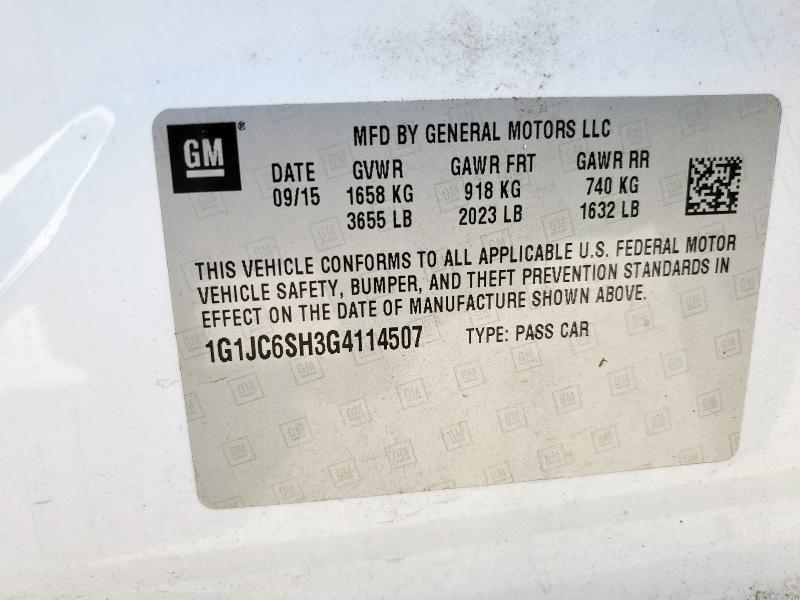 GM
MFD BY GENERAL MOTORS LLC
DATE GVWR GAWR FRT GAWR RR
09/15 1658 KG 918 KG 740 KG
3655 LB 2023 LB 1632 LB
THIS VEHICLE CONFORMS TO ALL APPLICABLE U.S. FEDERAL MOTOR
VEHICLE SAFETY, BUMPER, AND THEFT PREVENTION STANDARDS IN
EFFECT ON THE DATE OF MANUFACTURE SHOWN ABOVE.
1G1JC6SH3G4114507 TYPE: PASS CAR